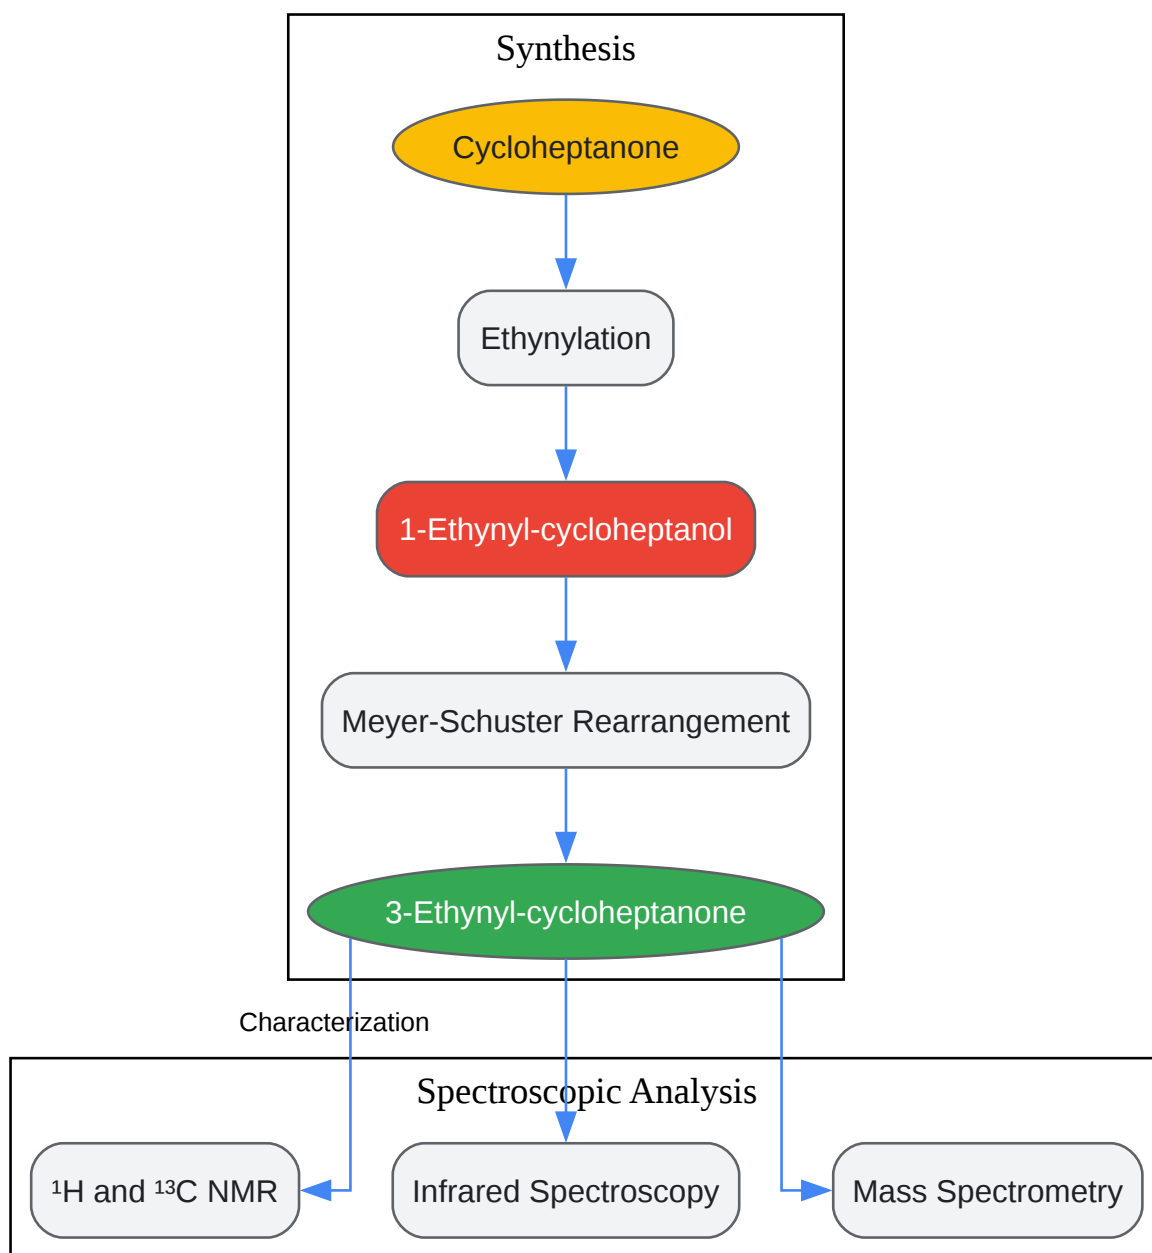 Synthesis
Cycloheptanone
Ethynylation
1-Ethynyl-cycloheptanol
Meyer-Schuster Rearrangement
3-Ethynyl-cycloheptanone
Characterization
Spectroscopic Analysis
¹H and ¹³C NMR
Infrared Spectroscopy
Mass Spectrometry